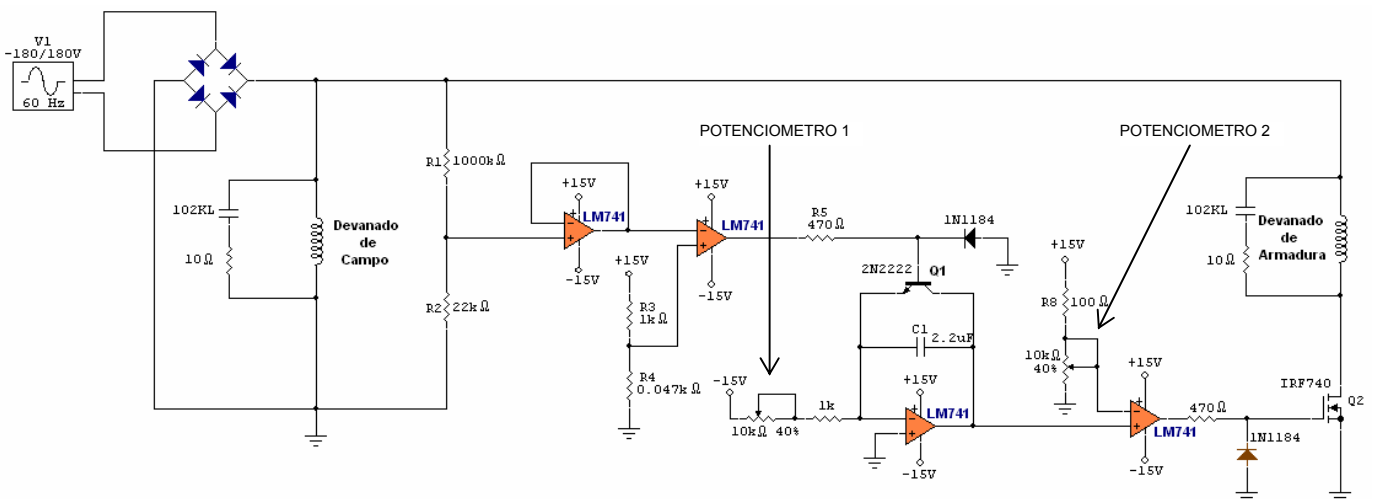 V1
-180/180V
60 Hz
102KL
10Ω
Devanado
de
Campo
R1 1000kΩ
R2 22kΩ
+15V
LM741
-15V
+15V
R3
1kΩ
R4
0.047kΩ
+15V
LM741
-15V
POTENCIOMETRO 1
R5
470Ω
1N1184
2N2222 Q1
C1
2.2uF
-15V
10kΩ 40%
1k
+15V
LM741
-15V
POTENCIOMETRO 2
+15V
R8 100Ω
10kΩ
40%
+15V
LM741
-15V
470Ω
1N1184
IRF740
Q2
102KL
10Ω
Devanado
de
Armadura